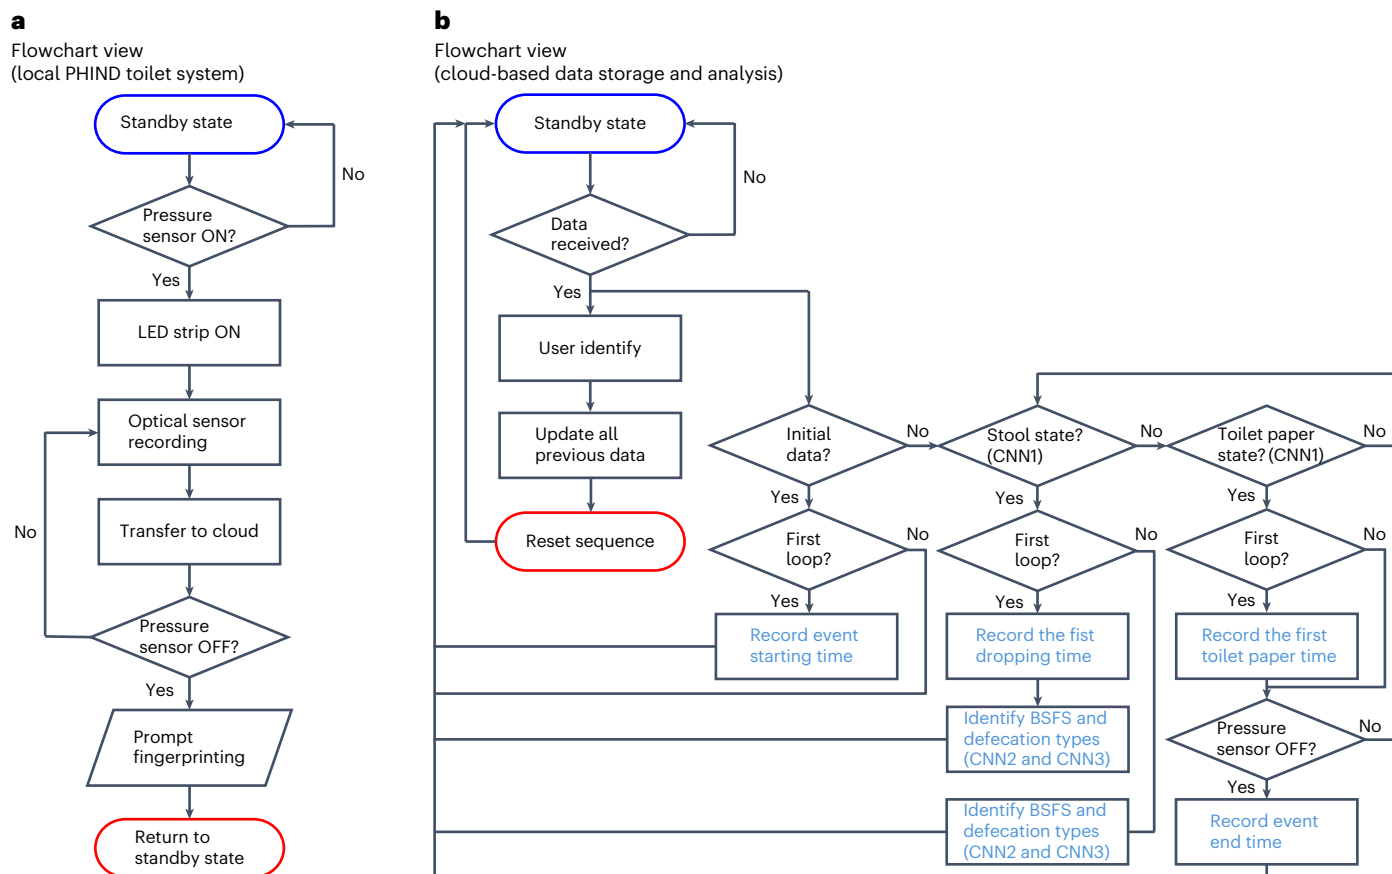 a
Flowchart view
(local PHIND toilet system)
Standby state
No
Pressure
sensor ON?
Yes
LED strip ON
Optical sensor
recording
Transfer to cloud
No
Pressure
sensor OFF?
Yes
Prompt
fingerprinting
Return to
standby state
b
Flowchart view
(cloud-based data storage and analysis)
Standby state
No
Data
received?
Yes
User identify
Update all
previous data
Reset sequence
Initial
data?
No
Yes
First
loop?
No
Yes
Record event
starting time
Stool state?
(CNN1)
No
Yes
First
loop?
No
Yes
Record the fist
dropping time
Identify BSFS and
defecation types
(CNN2 and CNN3)
Identify BSFS and
defecation types
(CNN2 and CNN3)
Toilet paper
state? (CNN1)
No
Yes
First
loop?
No
Yes
Record the first
toilet paper time
Pressure
sensor OFF?
No
Yes
Record event
end time